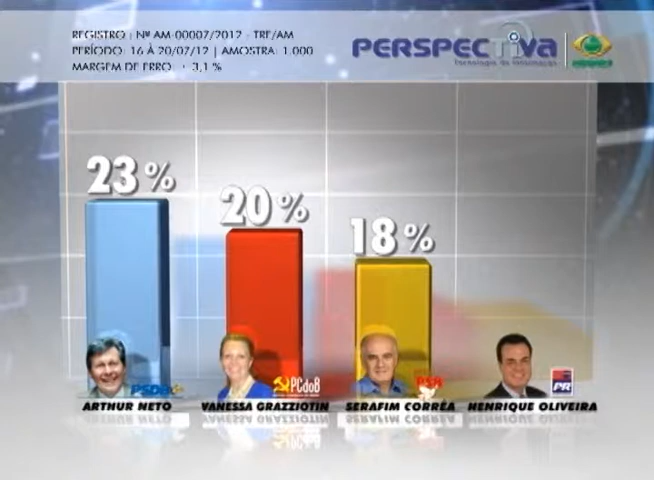 REGISTRO : Nº AM-00007/2012 - TRE/AM
PERÍODO: 16 À 20/07/12 | AMOSTRA: 1.000
MARGEM DE ERRO: 3,1 %
PERSPECTIVA
Tecnologia da Informação
23 %
20 %
18 %
PSDB
PCdoB
PSB
PR
ARTHUR NETO
VANESSA GRAZZIOTIN
SERAFIM CORRÊA
HENRIQUE OLIVEIRA